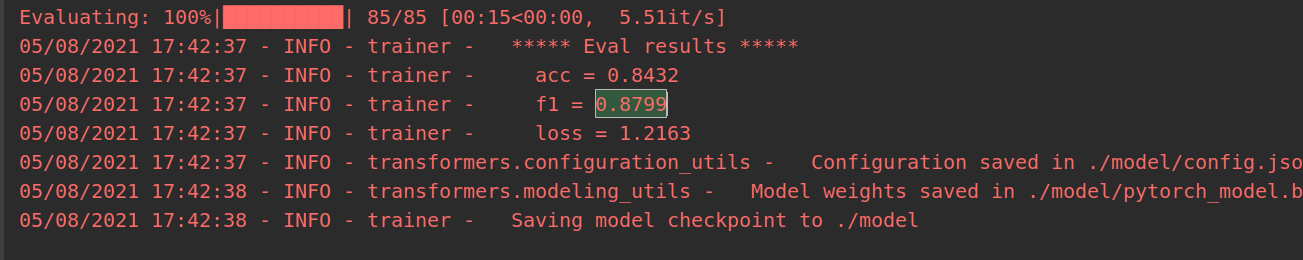 Evaluating: 100%|██████████| 85/85 [00:15<00:00,  5.51it/s]
05/08/2021 17:42:37 - INFO - trainer -   ***** Eval results *****
05/08/2021 17:42:37 - INFO - trainer -     acc = 0.8432
05/08/2021 17:42:37 - INFO - trainer -     f1 = 0.8799
05/08/2021 17:42:37 - INFO - trainer -     loss = 1.2163
05/08/2021 17:42:37 - INFO - transformers.configuration_utils -   Configuration saved in ./model/config.jso
05/08/2021 17:42:38 - INFO - transformers.modeling_utils -   Model weights saved in ./model/pytorch_model.b
05/08/2021 17:42:38 - INFO - trainer -   Saving model checkpoint to ./model